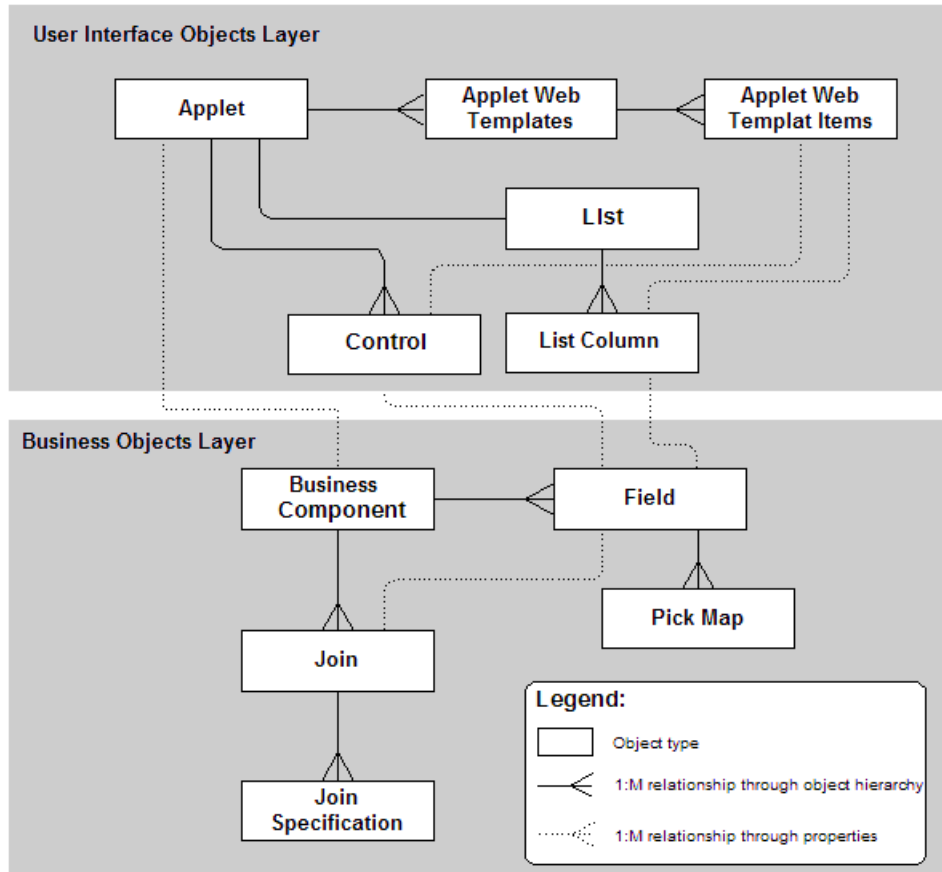 User Interface Objects Layer
Applet
Applet Web
Templates
Applet Web
Templat Items
LIst
Control
List Column
Business Objects Layer
Business
Component
Field
Join
Pick Map
Join
Specification
Legend:
Object type
1:M relationship through object hierarchy
1:M relationship through properties